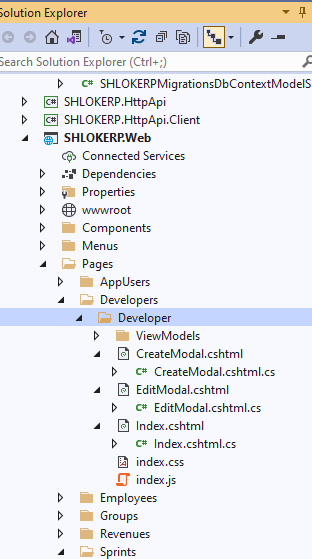 Solution Explorer
Search Solution Explorer (Ctrl+;)
C# SHLOKERPMigrationsDbContextModelS
C# SHLOKERP.HttpApi
C# SHLOKERP.HttpApi.Client
SHLOKERP.Web
Connected Services
Dependencies
Properties
wwwroot
Components
Menus
Pages
AppUsers
Developers
Developer
ViewModels
CreateModal.cshtml
C# CreateModal.cshtml.cs
EditModal.cshtml
C# EditModal.cshtml.cs
Index.cshtml
C# Index.cshtml.cs
index.css
index.js
Employees
Groups
Revenues
Sprints